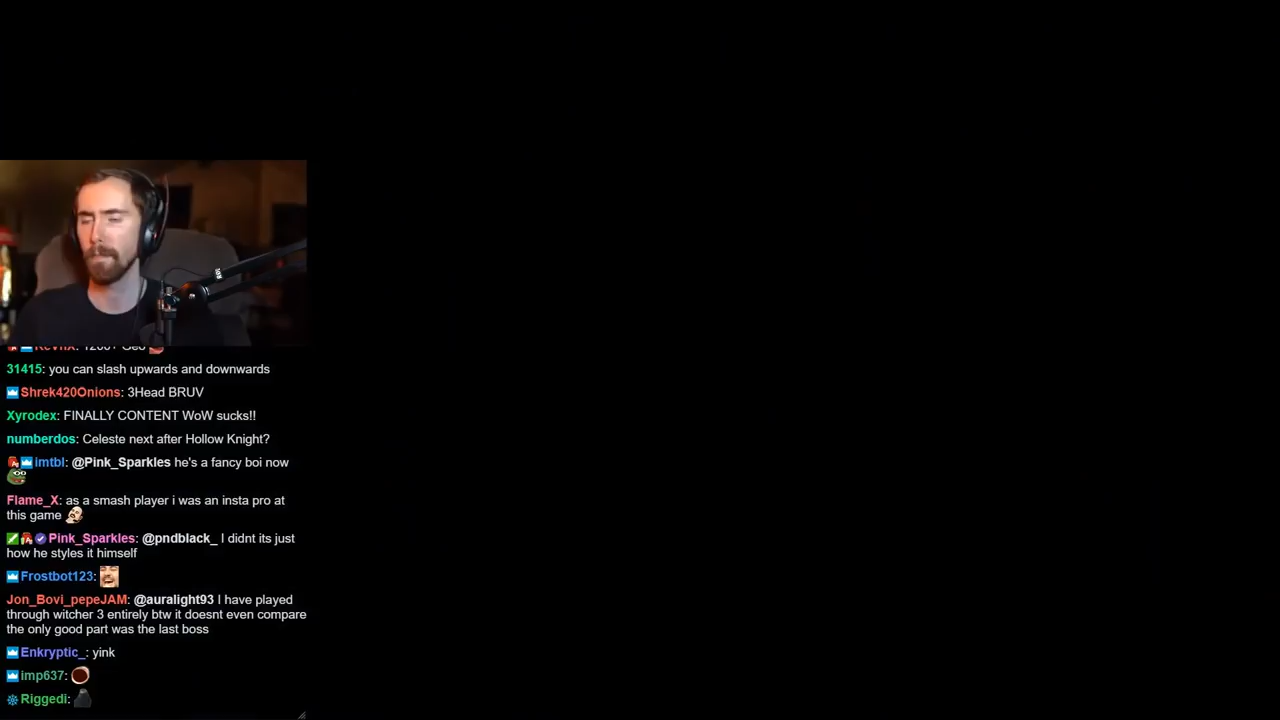 31415: you can slash upwards and downwards
Shrek420Onions: 3Head BRUV
Xyrodex: FINALLY CONTENT WoW sucks!!
numberdos: Celeste next after Hollow Knight?
imtbl: @Pink_Sparkles he's a fancy boi now
Flame_X: as a smash player i was an insta pro at
this game
Pink_Sparkles: @pndblack_ I didnt its just
how he styles it himself
Frostbot123:
Jon_Bovi_pepeJAM: @auralight93 I have played
through witcher 3 entirely btw it doesnt even compare
the only good part was the last boss
Enkryptic_: yink
imp637:
Riggedi: